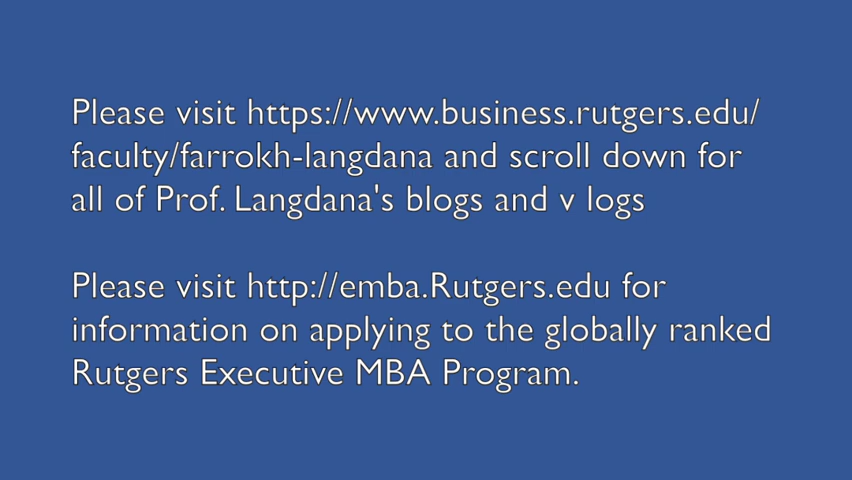 Please visit https://www.business.rutgers.edu/
faculty/farrokh-langdana and scroll down for
all of Prof. Langdana's blogs and v logs
Please visit http://emba.Rutgers.edu for
information on applying to the globally ranked
Rutgers Executive MBA Program.